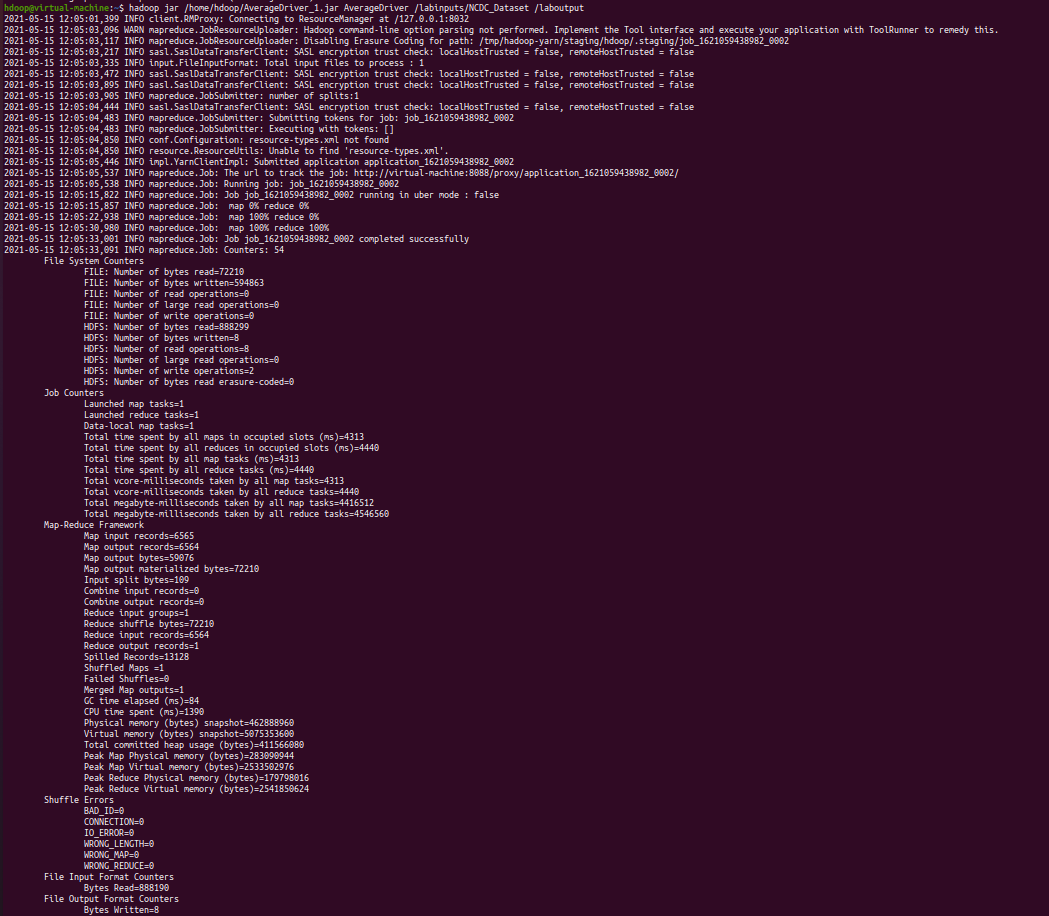 hdoop@virtual-machine:~$ hadoop jar /home/hdoop/AverageDriver_1.jar AverageDriver /labinputs/NCDC_Dataset /laboutput
2021-05-15 12:05:01,399 INFO client.RMProxy: Connecting to ResourceManager at /127.0.0.1:8032
2021-05-15 12:05:03,096 WARN mapreduce.JobResourceUploader: Hadoop command-line option parsing not performed. Implement the Tool interface and execute your application with ToolRunner to remedy this.
2021-05-15 12:05:03,117 INFO mapreduce.JobResourceUploader: Disabling Erasure Coding for path: /tmp/hadoop-yarn/staging/hdoop/.staging/job_1621059438982_0002
2021-05-15 12:05:03,217 INFO sasl.SaslDataTransferClient: SASL encryption trust check: localHostTrusted = false, remoteHostTrusted = false
2021-05-15 12:05:03,335 INFO input.FileInputFormat: Total input files to process : 1
2021-05-15 12:05:03,472 INFO sasl.SaslDataTransferClient: SASL encryption trust check: localHostTrusted = false, remoteHostTrusted = false
2021-05-15 12:05:03,895 INFO sasl.SaslDataTransferClient: SASL encryption trust check: localHostTrusted = false, remoteHostTrusted = false
2021-05-15 12:05:03,905 INFO mapreduce.JobSubmitter: number of splits:1
2021-05-15 12:05:04,444 INFO sasl.SaslDataTransferClient: SASL encryption trust check: localHostTrusted = false, remoteHostTrusted = false
2021-05-15 12:05:04,483 INFO mapreduce.JobSubmitter: Submitting tokens for job: job_1621059438982_0002
2021-05-15 12:05:04,483 INFO mapreduce.JobSubmitter: Executing with tokens: []
2021-05-15 12:05:04,850 INFO conf.Configuration: resource-types.xml not found
2021-05-15 12:05:04,850 INFO resource.ResourceUtils: Unable to find 'resource-types.xml'.
2021-05-15 12:05:05,446 INFO impl.YarnClientImpl: Submitted application application_1621059438982_0002
2021-05-15 12:05:05,537 INFO mapreduce.Job: The url to track the job: http://virtual-machine:8088/proxy/application_1621059438982_0002/
2021-05-15 12:05:05,538 INFO mapreduce.Job: Running job: job_1621059438982_0002
2021-05-15 12:05:15,822 INFO mapreduce.Job: Job job_1621059438982_0002 running in uber mode : false
2021-05-15 12:05:15,857 INFO mapreduce.Job:  map 0% reduce 0%
2021-05-15 12:05:22,938 INFO mapreduce.Job:  map 100% reduce 0%
2021-05-15 12:05:30,980 INFO mapreduce.Job:  map 100% reduce 100%
2021-05-15 12:05:33,001 INFO mapreduce.Job: Job job_1621059438982_0002 completed successfully
2021-05-15 12:05:33,091 INFO mapreduce.Job: Counters: 54
File System Counters
FILE: Number of bytes read=72210
FILE: Number of bytes written=594863
FILE: Number of read operations=0
FILE: Number of large read operations=0
FILE: Number of write operations=0
HDFS: Number of bytes read=888299
HDFS: Number of bytes written=8
HDFS: Number of read operations=8
HDFS: Number of large read operations=0
HDFS: Number of write operations=2
HDFS: Number of bytes read erasure-coded=0
Job Counters
Launched map tasks=1
Launched reduce tasks=1
Data-local map tasks=1
Total time spent by all maps in occupied slots (ms)=4313
Total time spent by all reduces in occupied slots (ms)=4440
Total time spent by all map tasks (ms)=4313
Total time spent by all reduce tasks (ms)=4440
Total vcore-milliseconds taken by all map tasks=4313
Total vcore-milliseconds taken by all reduce tasks=4440
Total megabyte-milliseconds taken by all map tasks=4416512
Total megabyte-milliseconds taken by all reduce tasks=4546560
Map-Reduce Framework
Map input records=6565
Map output records=6564
Map output bytes=59076
Map output materialized bytes=72210
Input split bytes=109
Combine input records=0
Combine output records=0
Reduce input groups=1
Reduce shuffle bytes=72210
Reduce input records=6564
Reduce output records=1
Spilled Records=13128
Shuffled Maps =1
Failed Shuffles=0
Merged Map outputs=1
GC time elapsed (ms)=84
CPU time spent (ms)=1390
Physical memory (bytes) snapshot=462888960
Virtual memory (bytes) snapshot=5075353600
Total committed heap usage (bytes)=411566080
Peak Map Physical memory (bytes)=283090944
Peak Map Virtual memory (bytes)=2533502976
Peak Reduce Physical memory (bytes)=179798016
Peak Reduce Virtual memory (bytes)=2541850624
Shuffle Errors
BAD_ID=0
CONNECTION=0
IO_ERROR=0
WRONG_LENGTH=0
WRONG_MAP=0
WRONG_REDUCE=0
File Input Format Counters
Bytes Read=888190
File Output Format Counters
Bytes Written=8